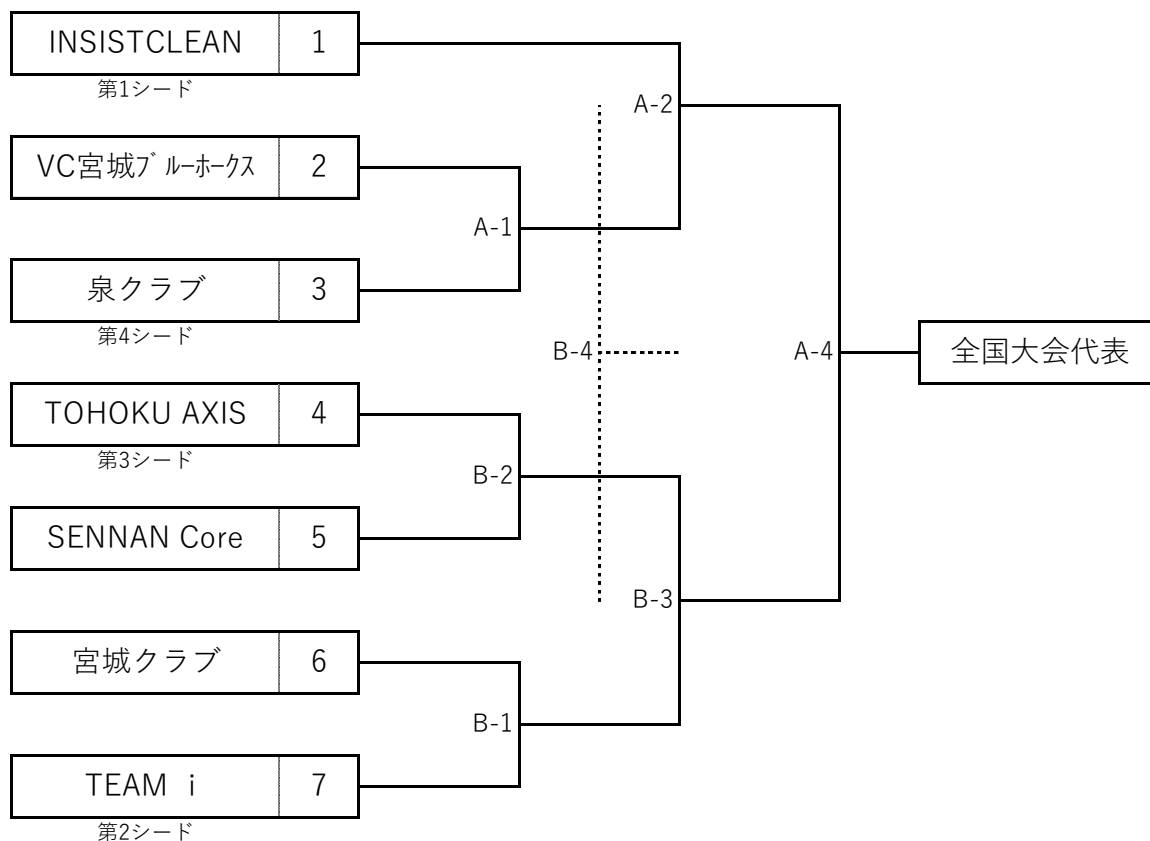 INSISTCLEAN 1
第1シード
A-2
VC宮城ﾌﾞﾙｰﾎｰｸｽ 2
A-1
泉クラブ 3
第4シード
B-4
A-4
全国大会代表
TOHOKU AXIS 4
第3シード
B-2
SENNAN Core 5
B-3
宮城クラブ 6
B-1
TEAM i 7
第2シード